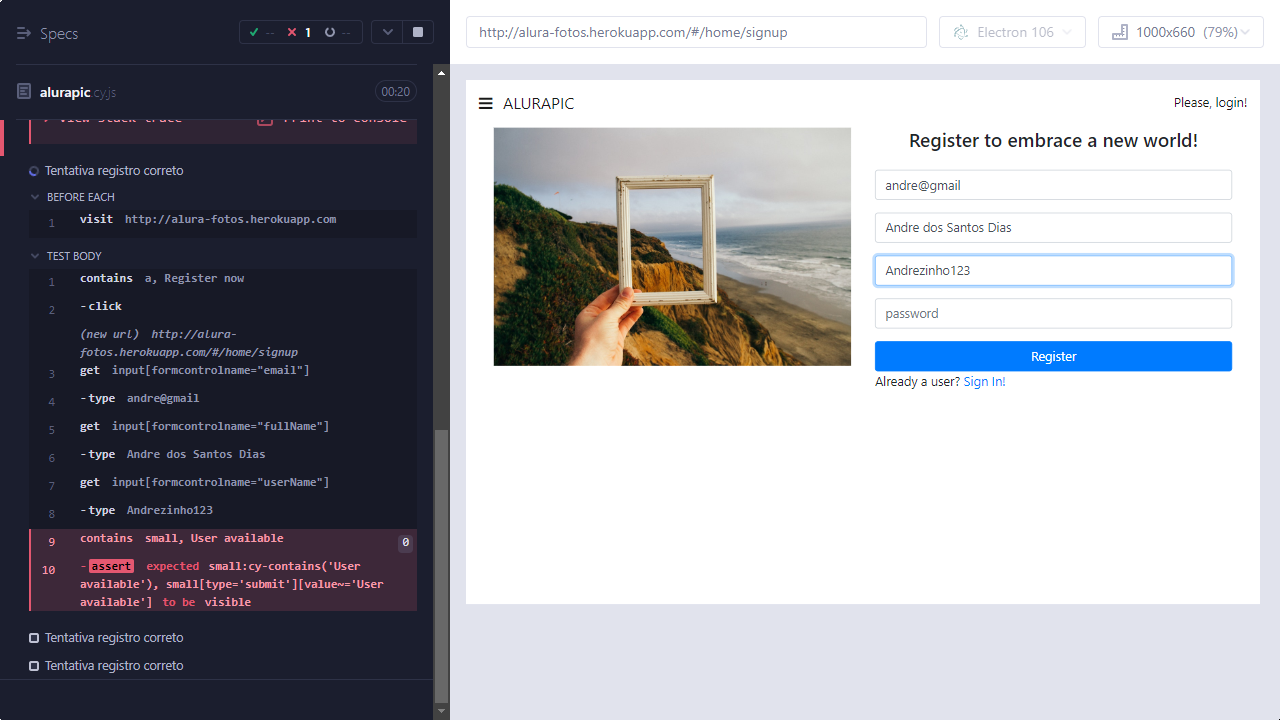 Specs
-- 1 --
alurapic.cy.js
00:20
View stack trace
Print to console
Tentativa registro correto
BEFORE EACH
1 visit http://alura-fotos.herokuapp.com
TEST BODY
1 contains a, Register now
2 -click
(new url) http://alura-
fotos.herokuapp.com/#/home/signup
3 get input[formcontrolname="email"]
4 -type andre@gmail
5 get input[formcontrolname="fullName"]
6 -type Andre dos Santos Dias
7 get input[formcontrolname="userName"]
8 -type Andrezinho123
9 contains small, User available 0
10 -assert expected small:cy-contains('User
available'), small[type='submit'][value~='User
available'] to be visible
Tentativa registro correto
Tentativa registro correto
http://alura-fotos.herokuapp.com/#/home/signup
Electron 106
1000x660 (79%)
ALURAPIC
Please, login!
Register to embrace a new world!
andre@gmail
Andre dos Santos Dias
Andrezinho123
password
Register
Already a user? Sign In!